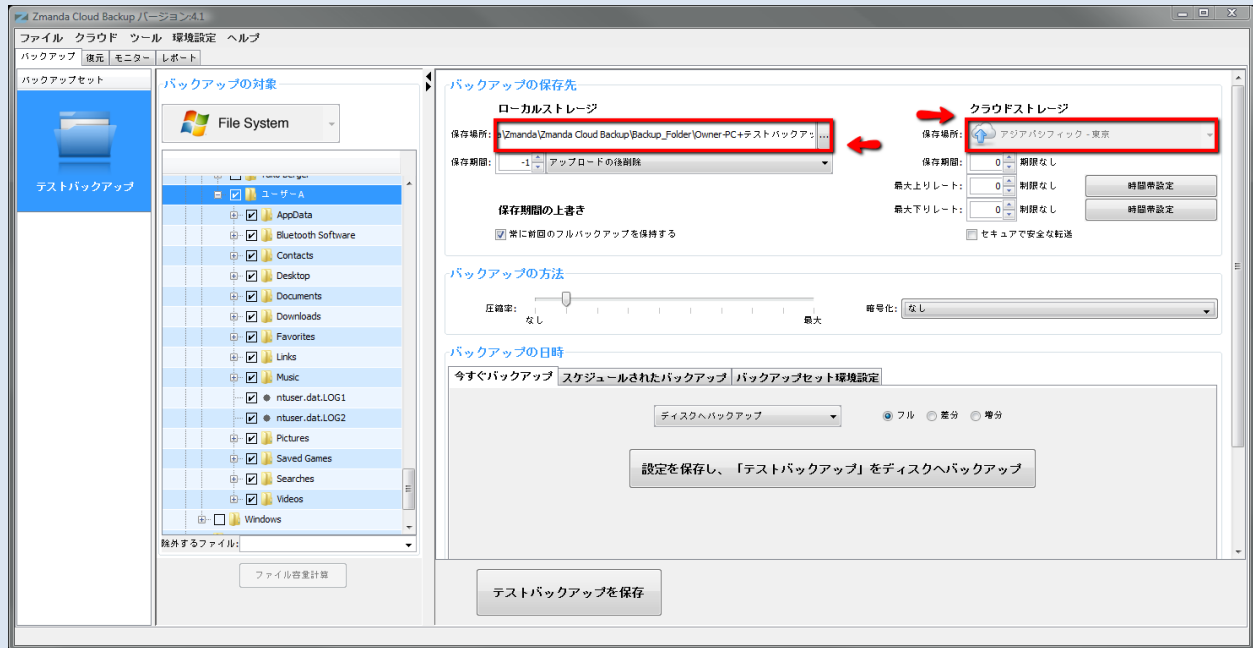 Zmanda Cloud Backup バージョン:4.1
ファイル クラウド ツール 環境設定 ヘルプ
バックアップ 復元 モニター レポート
バックアップセット
テストバックアップ
バックアップの対象
File System
ユーザーA
AppData
Bluetooth Software
Contacts
Desktop
Documents
Downloads
Favorites
Links
Music
ntuser.dat.LOG1
ntuser.dat.LOG2
Pictures
Saved Games
Searches
Videos
Windows
除外するファイル:
ファイル容量計算
バックアップの保存先
ローカルストレージ
保存場所: a\Zmanda\Zmanda Cloud Backup\Backup_Folder\Owner-PC+テストバックアッ ...
保存期間: -1 アップロードの後削除
保存期間の上書き
常に前回のフルバックアップを保持する
クラウドストレージ
保存場所: アジアパシフィック - 東京
保存期間: 0 期限なし
最大上りレート: 0 制限なし 時間帯設定
最大下りレート: 0 制限なし 時間帯設定
セキュアで安全な転送
バックアップの方法
圧縮率: なし 最大
暗号化: なし
バックアップの日時
今すぐバックアップ スケジュールされたバックアップ バックアップセット環境設定
ディスクへバックアップ フル 差分 増分
設定を保存し、「テストバックアップ」をディスクへバックアップ
テストバックアップを保存